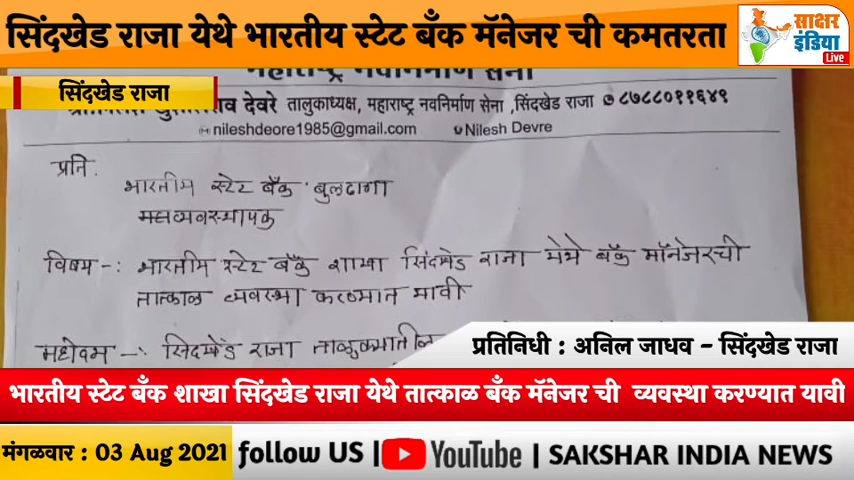 सिंदखेड राजा येथे भारतीय स्टेट बँक मॅनेजर ची कमतरता
साक्षर
इंडिया
Live
सिंदखेड राजा
महाराष्ट्र नवनिर्माण सेना
देवरे तालुकाध्यक्ष, महाराष्ट्र नवनिर्माण सेना ,सिंदखेड राजा ८७८८०११६४९
nileshdeore1985@gmail.com Nilesh Devre
प्रति.
भारतीय स्टेट बँक बुलढाणा
विषय -: भारतीय स्टेट बँक शाखा सिंदखेड राजा येथे बँक मॅनेजरची
तात्काळ व्यवस्था करण्यात यावी
महोदय -: सिंदखेड राजा तालुक्यातील
प्रतिनिधी : अनिल जाधव - सिंदखेड राजा
भारतीय स्टेट बँक शाखा सिंदखेड राजा येथे तात्काळ बँक मॅनेजर ची व्यवस्था करण्यात यावी
मंगळवार : 03 Aug 2021 follow US | YouTube | SAKSHAR INDIA NEWS